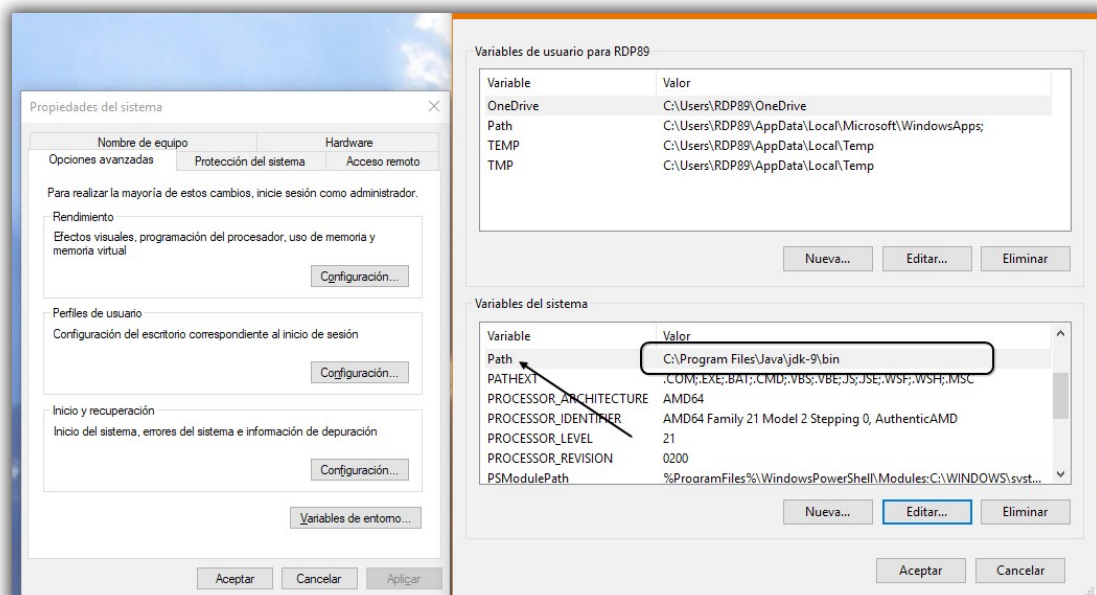 Propiedades del sistema
Nombre de equipo Hardware
Opciones avanzadas Protección del sistema Acceso remoto
Para realizar la mayoría de estos cambios, inicie sesión como administrador.
Rendimiento
Efectos visuales, programación del procesador, uso de memoria y
memoria virtual
Configuración...
Perfiles de usuario
Configuración del escritorio correspondiente al inicio de sesión
Configuración...
Inicio y recuperación
Inicio del sistema, errores del sistema e información de depuración
Configuración...
Variables de entorno...
Aceptar Cancelar Aplicar
Variables de usuario para RDP89
Variable Valor
OneDrive C:\Users\RDP89\OneDrive
Path C:\Users\RDP89\AppData\Local\Microsoft\WindowsApps;
TEMP C:\Users\RDP89\AppData\Local\Temp
TMP C:\Users\RDP89\AppData\Local\Temp
Nueva... Editar... Eliminar
Variables del sistema
Variable Valor
Path C:\Program Files\Java\jdk-9\bin
PATHEXT .COM;.EXE;.BAT;.CMD;.VBS;.VBE;.JS;.JSE;.WSF;.WSH;.MSC
PROCESSOR_ARCHITECTURE AMD64
PROCESSOR_IDENTIFIER AMD64 Family 21 Model 2 Stepping 0, AuthenticAMD
PROCESSOR_LEVEL 21
PROCESSOR_REVISION 0200
PSModulePath %ProgramFiles%\WindowsPowerShell\Modules;C:\WINDOWS\syst...
Nueva... Editar... Eliminar
Aceptar Cancelar